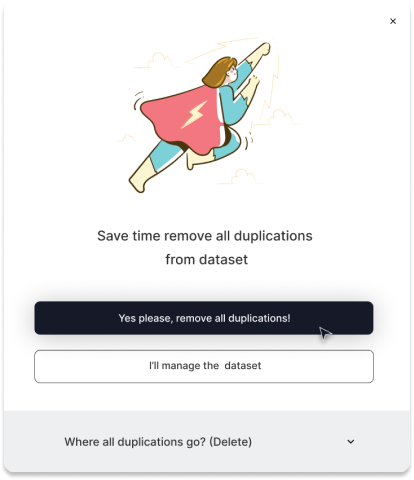 Save time remove all duplications
from dataset
Yes please, remove all duplications!
I'll manage the dataset
Where all duplications go? (Delete)